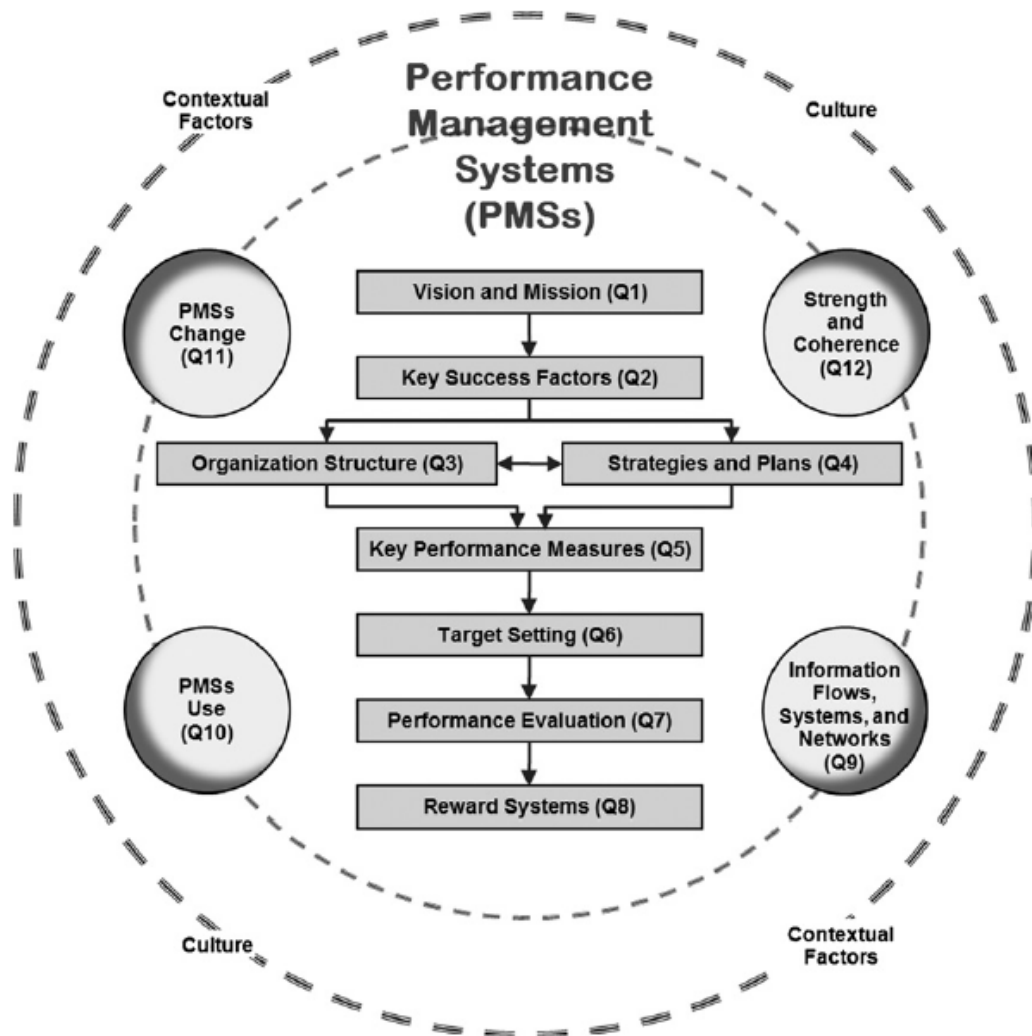 Performance
Management
Systems
(PMSs)
Contextual
Factors
Culture
PMSs
Change
(Q11)
Vision and Mission (Q1)
Strength
and
Coherence
(Q12)
Key Success Factors (Q2)
Organization Structure (Q3)
Strategies and Plans (Q4)
Key Performance Measures (Q5)
Target Setting (Q6)
PMSs
Use
(Q10)
Performance Evaluation (Q7)
Information
Flows,
Systems, and
Networks
(Q9)
Reward Systems (Q8)
Culture
Contextual
Factors